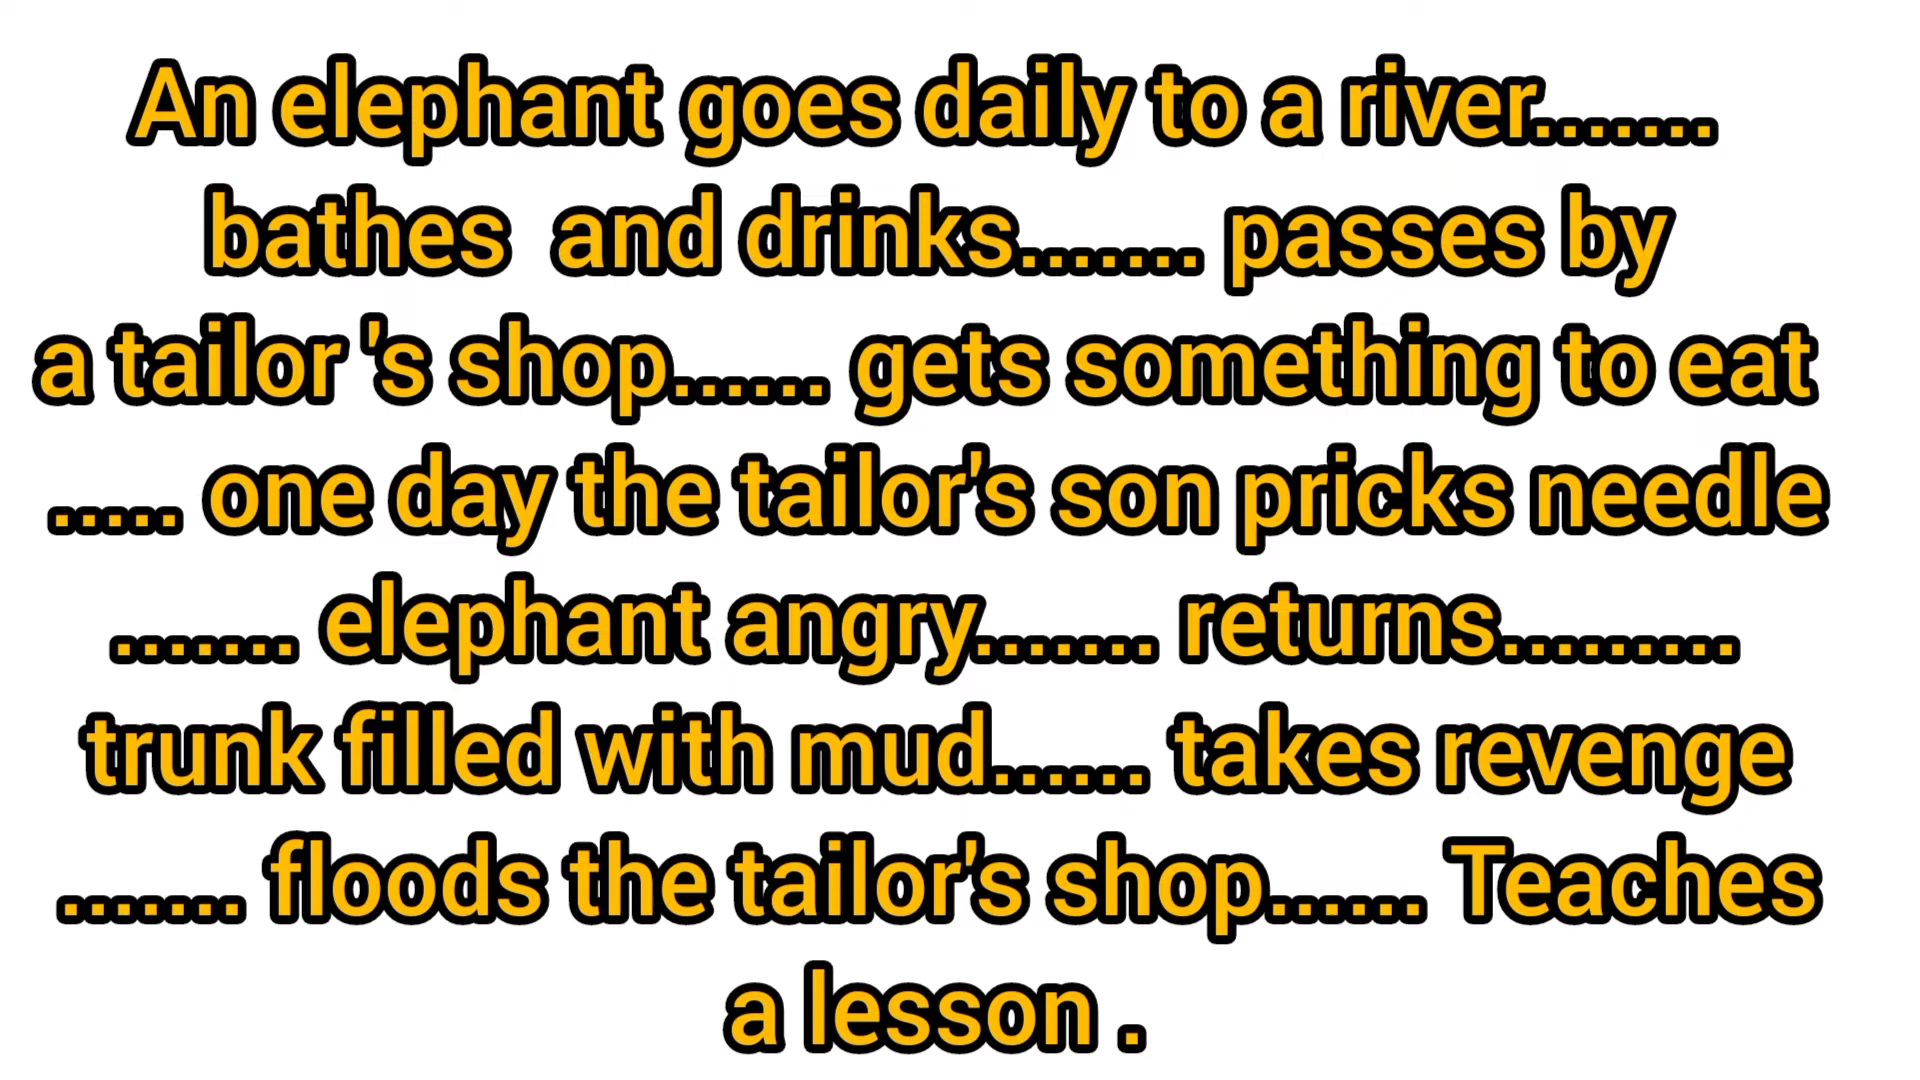 An elephant goes daily to a river.......
bathes  and drinks....... passes by
a tailor 's shop...... gets something to eat
..... one day the tailor's son pricks needle
....... elephant angry....... returns.........
trunk filled with mud...... takes revenge
....... floods the tailor's shop...... Teaches
a lesson .